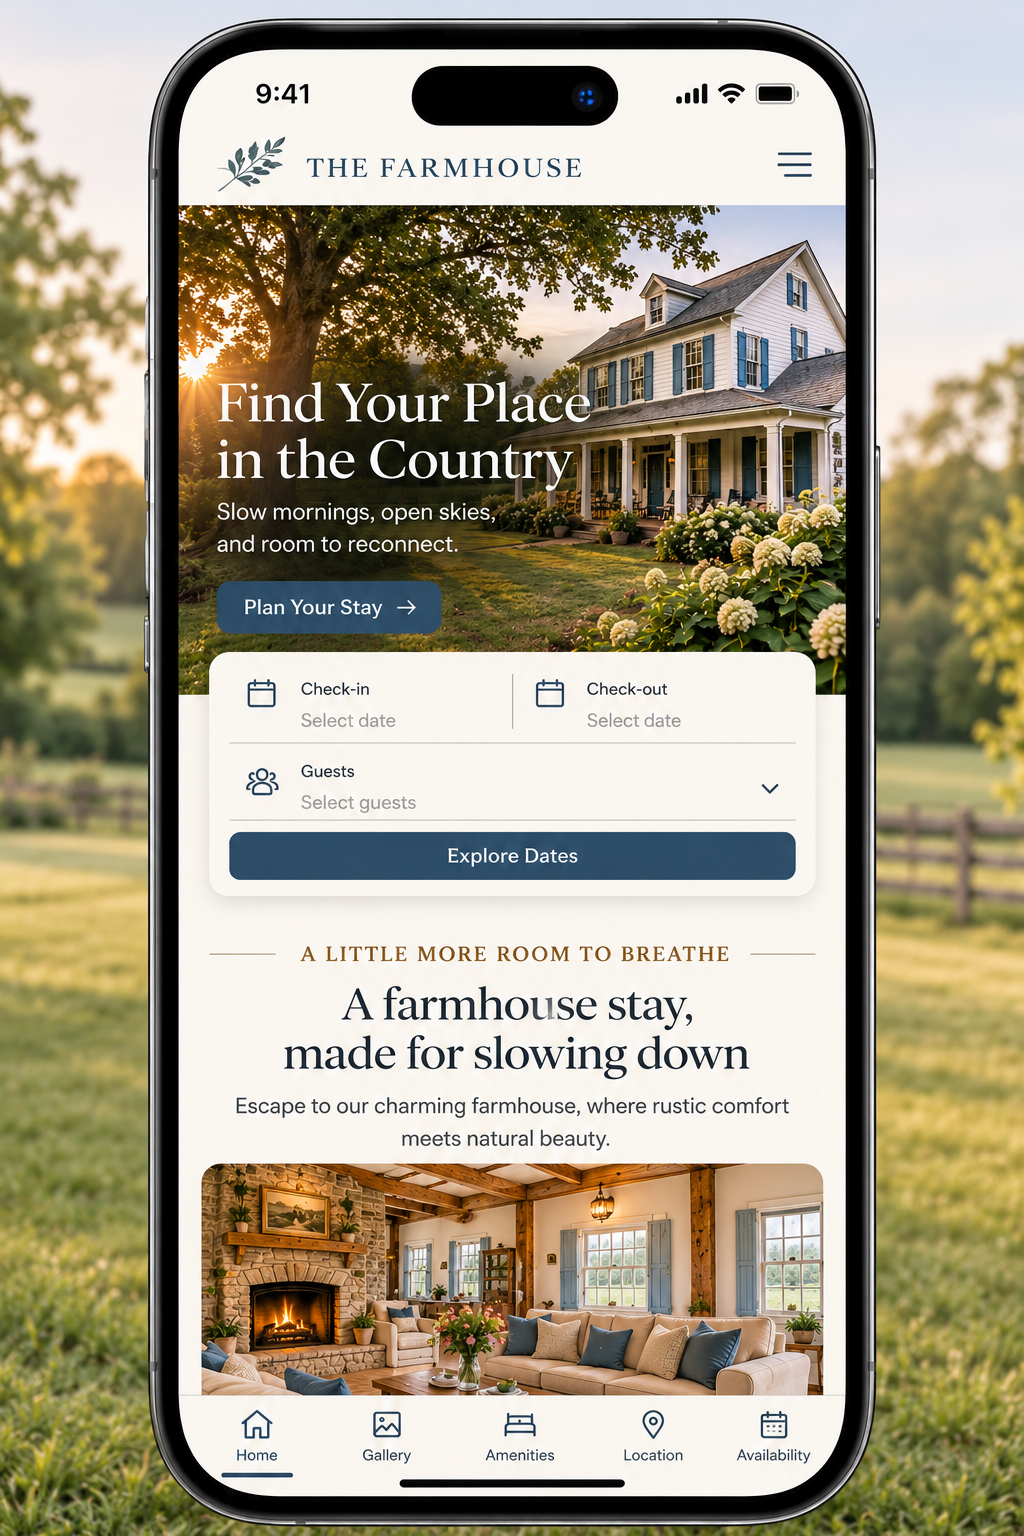 9:41
THE FARMHOUSE
Find Your Place
in the Country
Slow mornings, open skies,
and room to reconnect.
Plan Your Stay →
Check-in
Select date
Check-out
Select date
Guests
Select guests
Explore Dates
A LITTLE MORE ROOM TO BREATHE
A farmhouse stay,
made for slowing down
Escape to our charming farmhouse, where rustic comfort
meets natural beauty.
Home
Gallery
Amenities
Location
Availability